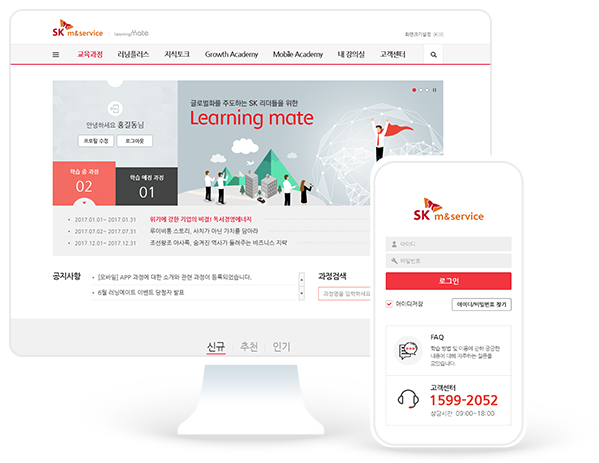 SK m&service
Learning mate
화면크기설정
교육과정 러닝플러스 지식토크 Growth Academy Mobile Academy 내 강의실 고객센터
안녕하세요 홍길동님
프로필 수정 로그아웃
학습 중 과정
02
학습 예정 과정
01
글로벌화를 주도하는 SK 리더들을 위한
Learning mate
2017.01.01~ 2017.01.31 위기에 강한 기업의 비결! 독서경영에너지
2017.07.02~ 2017.07.31 루이비통 스토리, 사치가 아닌 가치를 담아라
2017.12.01~ 2017.12.31 조선왕조 야사록, 숨겨진 역사가 들려주는 비즈니스 지략
공지사항
[모바일] APP 과정에 대한 소개와 관련 과정이 등록되었습니다.
6월 러닝메이트 이벤트 당첨자 발표
과정검색
과정명을 입력하세요
신규 추천 인기
SK m&service
아이디
비밀번호
로그인
아이디저장 아이디/비밀번호 찾기
FAQ
학습 방법 및 이용에 관해 궁금한
내용에 대해 자주하는 질문을
모았습니다.
고객센터
1599-2052
상담시간 09:00~18:00